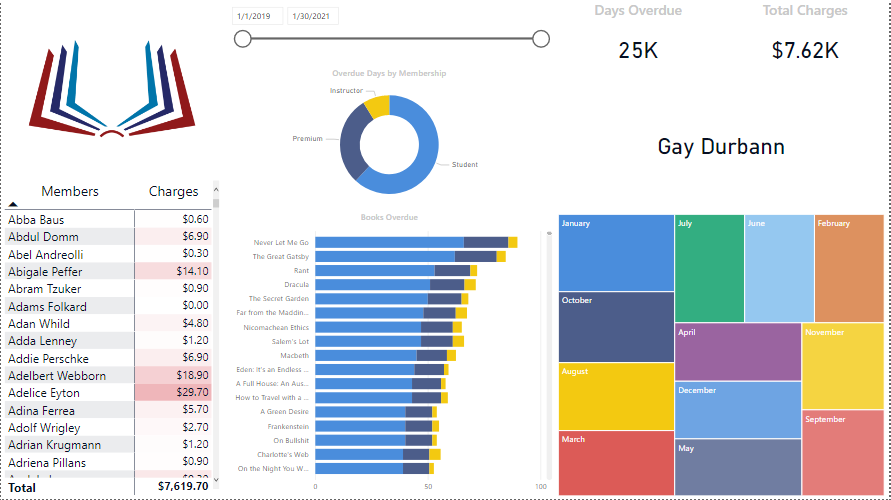 1/1/2019
1/30/2021
Days Overdue
Total Charges
25K
$7.62K
Overdue Days by Membership
Instructor
Premium
Student
Gay Durbann
Members Charges
Abba Baus $0.60
Abdul Domm $6.90
Abel Andreolli $0.30
Abigale Peffer $14.10
Abram Tzuker $0.90
Adams Folkard $0.00
Adan Whild $4.80
Adda Lenney $1.20
Addie Perschke $6.90
Adelbert Webborn $18.90
Adelice Eyton $29.70
Adina Ferrea $5.70
Adolf Wrigley $2.70
Adrian Krugmann $1.20
Adriena Pillans $0.90
Total $7,619.70
Books Overdue
Never Let Me Go
The Great Gatsby
Rant
Dracula
The Secret Garden
Far from the Maddin...
Nicomachean Ethics
Salem's Lot
Macbeth
Eden: It's an Endless ...
A Full House: An Aus...
How to Travel with a ...
A Green Desire
Frankenstein
On Bullshit
Charlotte's Web
On the Night You W...
0 50 100
January
July
June
February
October
April
November
August
December
September
March
May